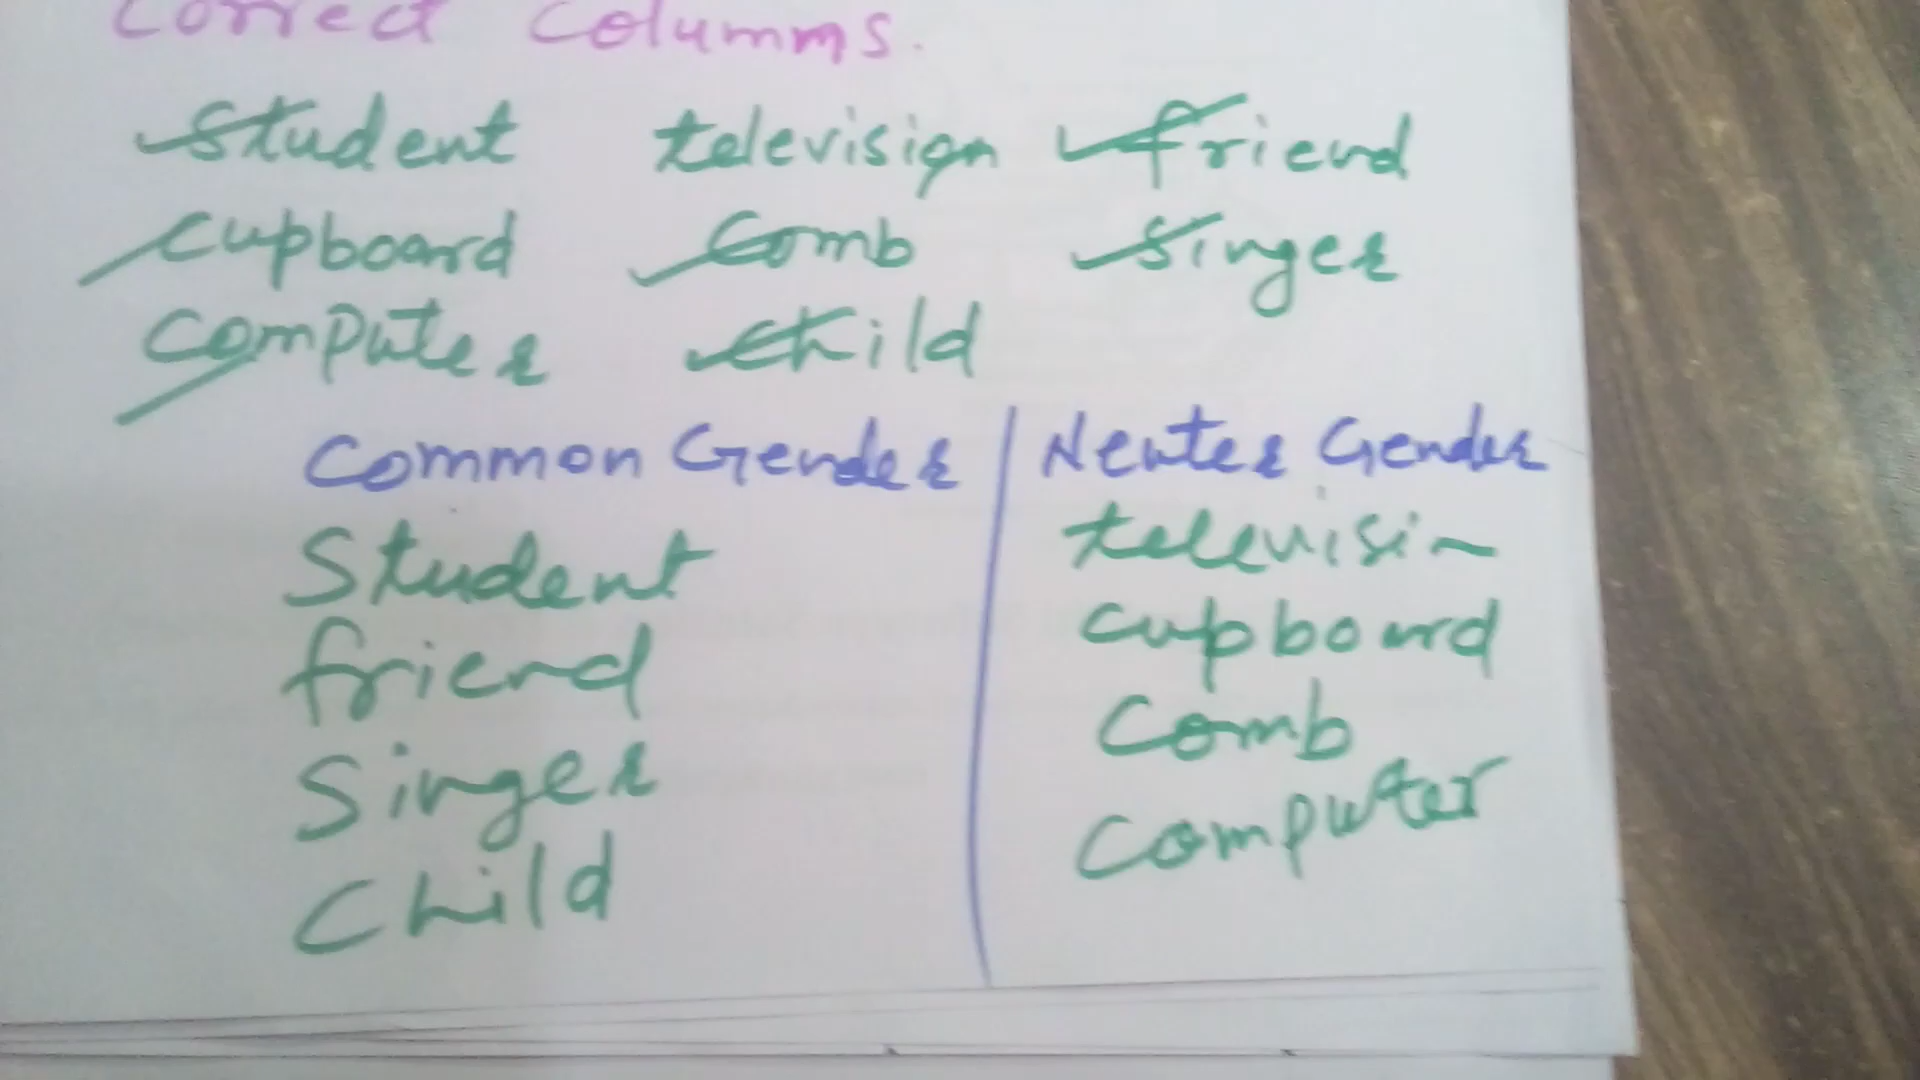 Correct Columns.
Student television friend
cupboard Comb Singer
Computer child
Common Gender Neuter Gender
Student televisi~
friend cupboard
Singer Comb
Child Computer